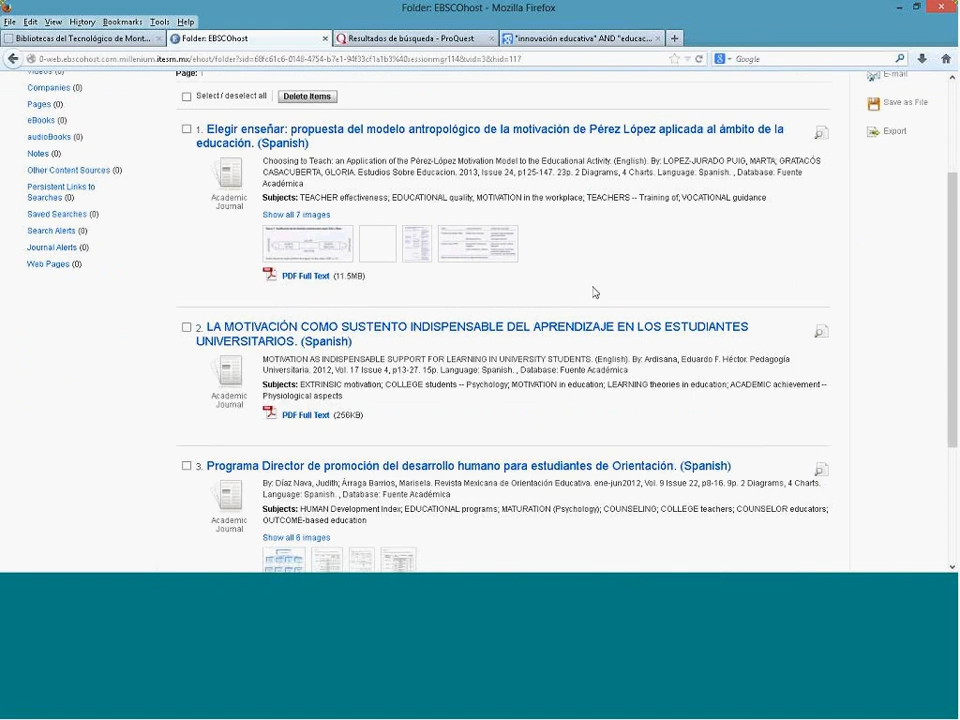 Folder: EBSCOhost - Mozilla Firefox
File Edit View History Bookmarks Tools Help
Bibliotecas del Tecnológico de Mont...
Folder: EBSCOhost
Resultados de búsqueda - ProQuest
"innovación educativa" AND "educac...
Google
Videos (0)
Companies (0)
Pages (0)
eBooks (0)
audioBooks (0)
Notes (0)
Other Content Sources (0)
Persistent Links to
Searches (0)
Saved Searches (0)
Search Alerts (0)
Journal Alerts (0)
Web Pages (0)
Page: 1
Select / deselect all Delete Items
1. Elegir enseñar: propuesta del modelo antropológico de la motivación de Pérez López aplicada al ámbito de la
educación. (Spanish)
Academic
Journal
Choosing to Teach: an Application of the Pérez-López Motivation Model to the Educational Activity. (English). By: LOPEZ-JURADO PUIG, MARTA; GRATACÓS
CASACUBERTA, GLORIA. Estudios Sobre Educacion. 2013, Issue 24, p125-147. 23p. 2 Diagrams, 4 Charts. Language: Spanish. , Database: Fuente
Académica
Subjects: TEACHER effectiveness; EDUCATIONAL quality; MOTIVATION in the workplace; TEACHERS -- Training of; VOCATIONAL guidance
Show all 7 images
PDF Full Text (11.5MB)
2. LA MOTIVACIÓN COMO SUSTENTO INDISPENSABLE DEL APRENDIZAJE EN LOS ESTUDIANTES
UNIVERSITARIOS. (Spanish)
Academic
Journal
MOTIVATION AS INDISPENSABLE SUPPORT FOR LEARNING IN UNIVERSITY STUDENTS. (English). By: Ardisana, Eduardo F. Héctor. Pedagogía
Universitaria. 2012, Vol. 17 Issue 4, p13-27. 15p. Language: Spanish. , Database: Fuente Académica
Subjects: EXTRINSIC motivation; COLLEGE students -- Psychology; MOTIVATION in education; LEARNING theories in education; ACADEMIC achievement --
Physiological aspects
PDF Full Text (256KB)
3. Programa Director de promoción del desarrollo humano para estudiantes de Orientación. (Spanish)
Academic
Journal
By: Díaz Nava, Judith; Árraga Barrios, Marisela. Revista Mexicana de Orientación Educativa. ene-jun2012, Vol. 9 Issue 22, p8-16. 9p. 2 Diagrams, 4 Charts.
Language: Spanish. , Database: Fuente Académica
Subjects: HUMAN Development Index; EDUCATIONAL programs; MATURATION (Psychology); COUNSELING; COLLEGE teachers; COUNSELOR educators;
OUTCOME-based education
Show all 6 images
E-mail
Save as File
Export